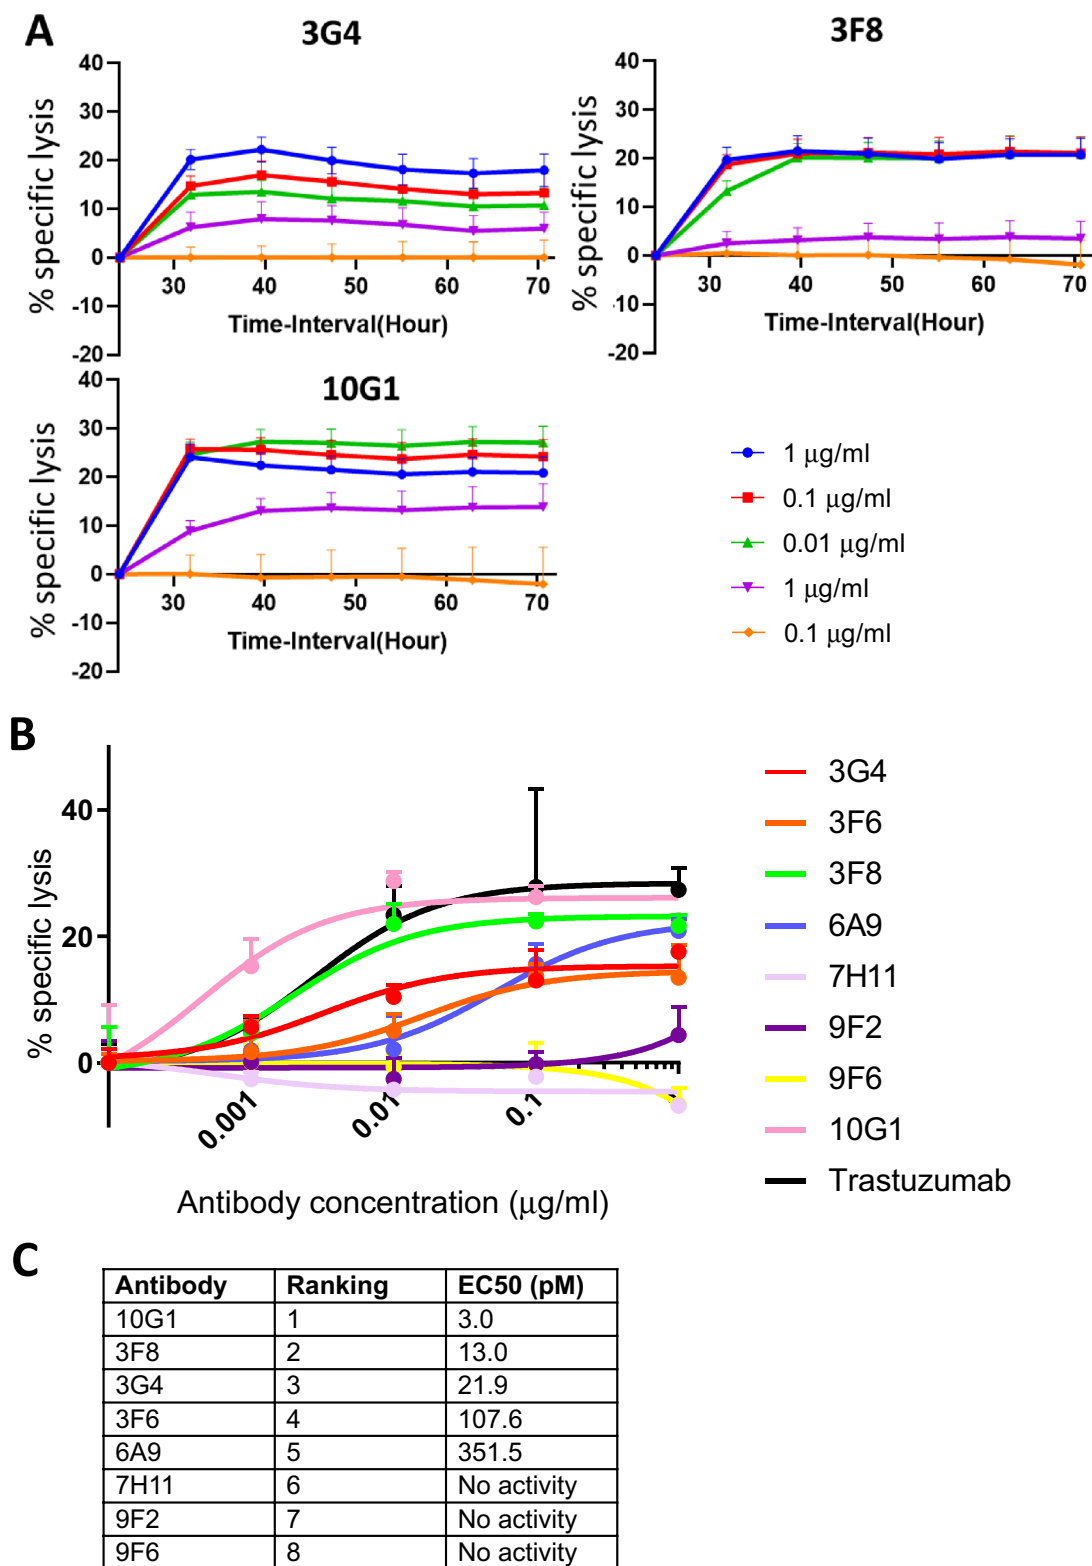 A
3G4
% specific lysis
40
30
20
10
0
-10
-20
30 40 50 60 70
Time-Interval(Hour)
3F8
% specific lysis
40
30
20
10
0
-10
-20
30 40 50 60 70
Time-Interval(Hour)
10G1
% specific lysis
40
30
20
10
0
-10
-20
30 40 50 60 70
Time-Interval(Hour)
1 μg/ml
0.1 μg/ml
0.01 μg/ml
1 μg/ml
0.1 μg/ml
B
% specific lysis
40
20
0
0.001 0.01 0.1
Antibody concentration (μg/ml)
3G4
3F6
3F8
6A9
7H11
9F2
9F6
10G1
Trastuzumab
C
Antibody Ranking EC50 (pM)
10G1 1 3.0
3F8 2 13.0
3G4 3 21.9
3F6 4 107.6
6A9 5 351.5
7H11 6 No activity
9F2 7 No activity
9F6 8 No activity